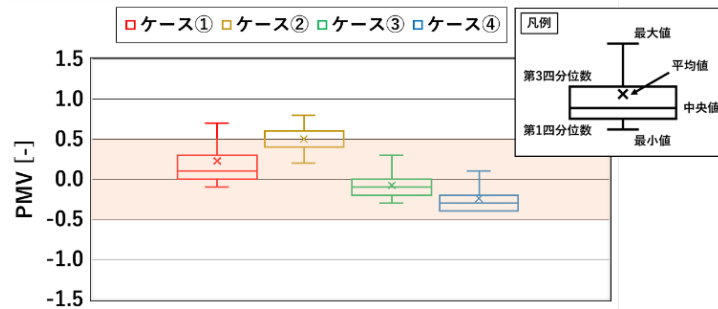 ケース① ケース② ケース③ ケース④
凡例
最大値
平均値
第3四分位数
中央値
第1四分位数
最小値
PMV [-]
1.5
1.0
0.5
0.0
-0.5
-1.0
-1.5